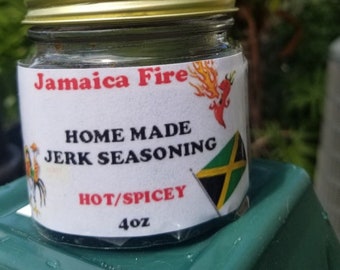 Jamaica Fire
HOME MADE
JERK SEASONING
HOT/SPICEY
4oz